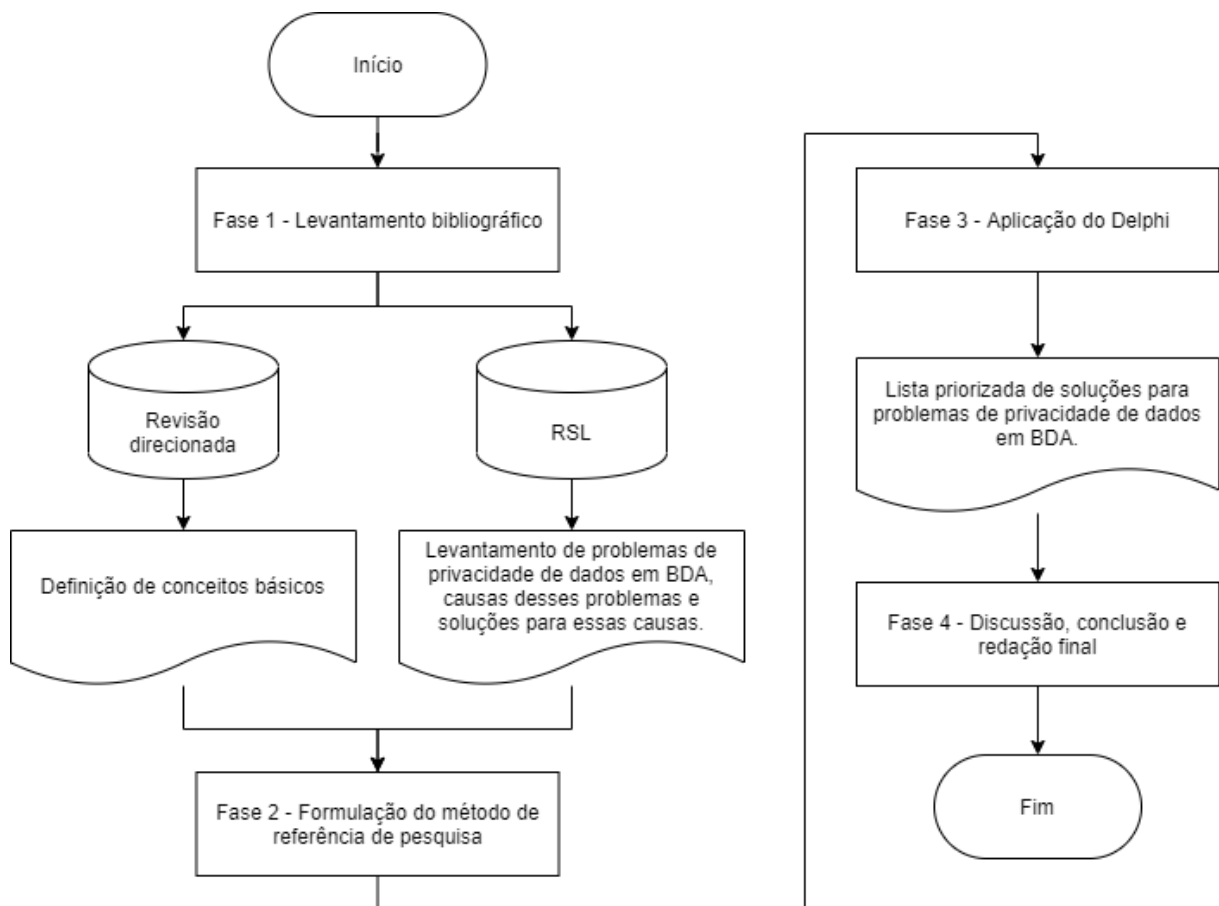 Início
Fase 1 - Levantamento bibliográfico
Revisão
direcionada
RSL
Definição de conceitos básicos
Levantamento de problemas de
privacidade de dados em BDA,
causas desses problemas e
soluções para essas causas.
Fase 2 - Formulação do método de
referência de pesquisa
Fase 3 - Aplicação do Delphi
Lista priorizada de soluções para
problemas de privacidade de dados
em BDA.
Fase 4 - Discussão, conclusão e
redação final
Fim